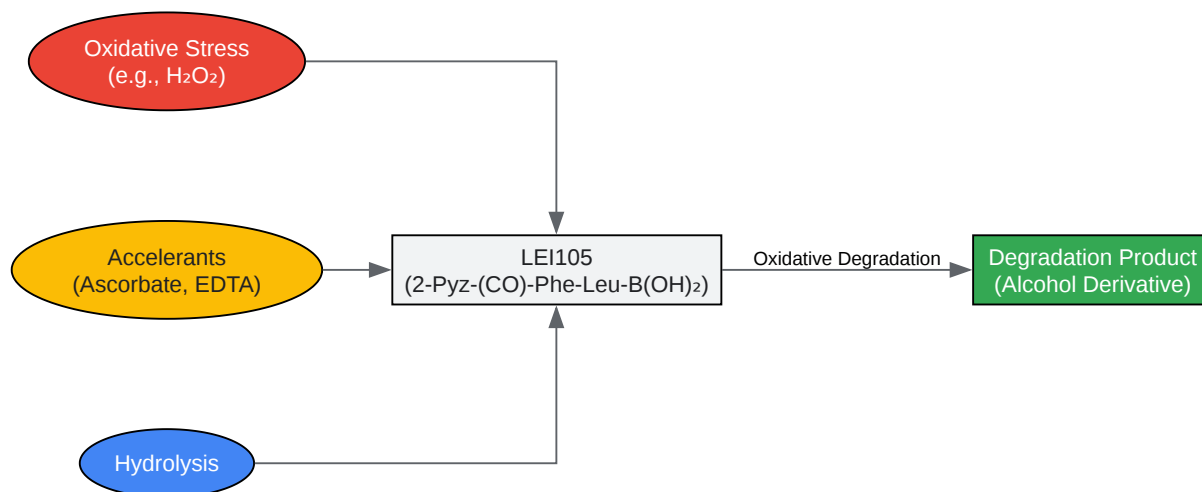 Oxidative Stress
(e.g., H₂O₂)
Accelerants
(Ascorbate, EDTA)
LEI105
(2-Pyz-(CO)-Phe-Leu-B(OH)₂)
Oxidative Degradation
Degradation Product
(Alcohol Derivative)
Hydrolysis